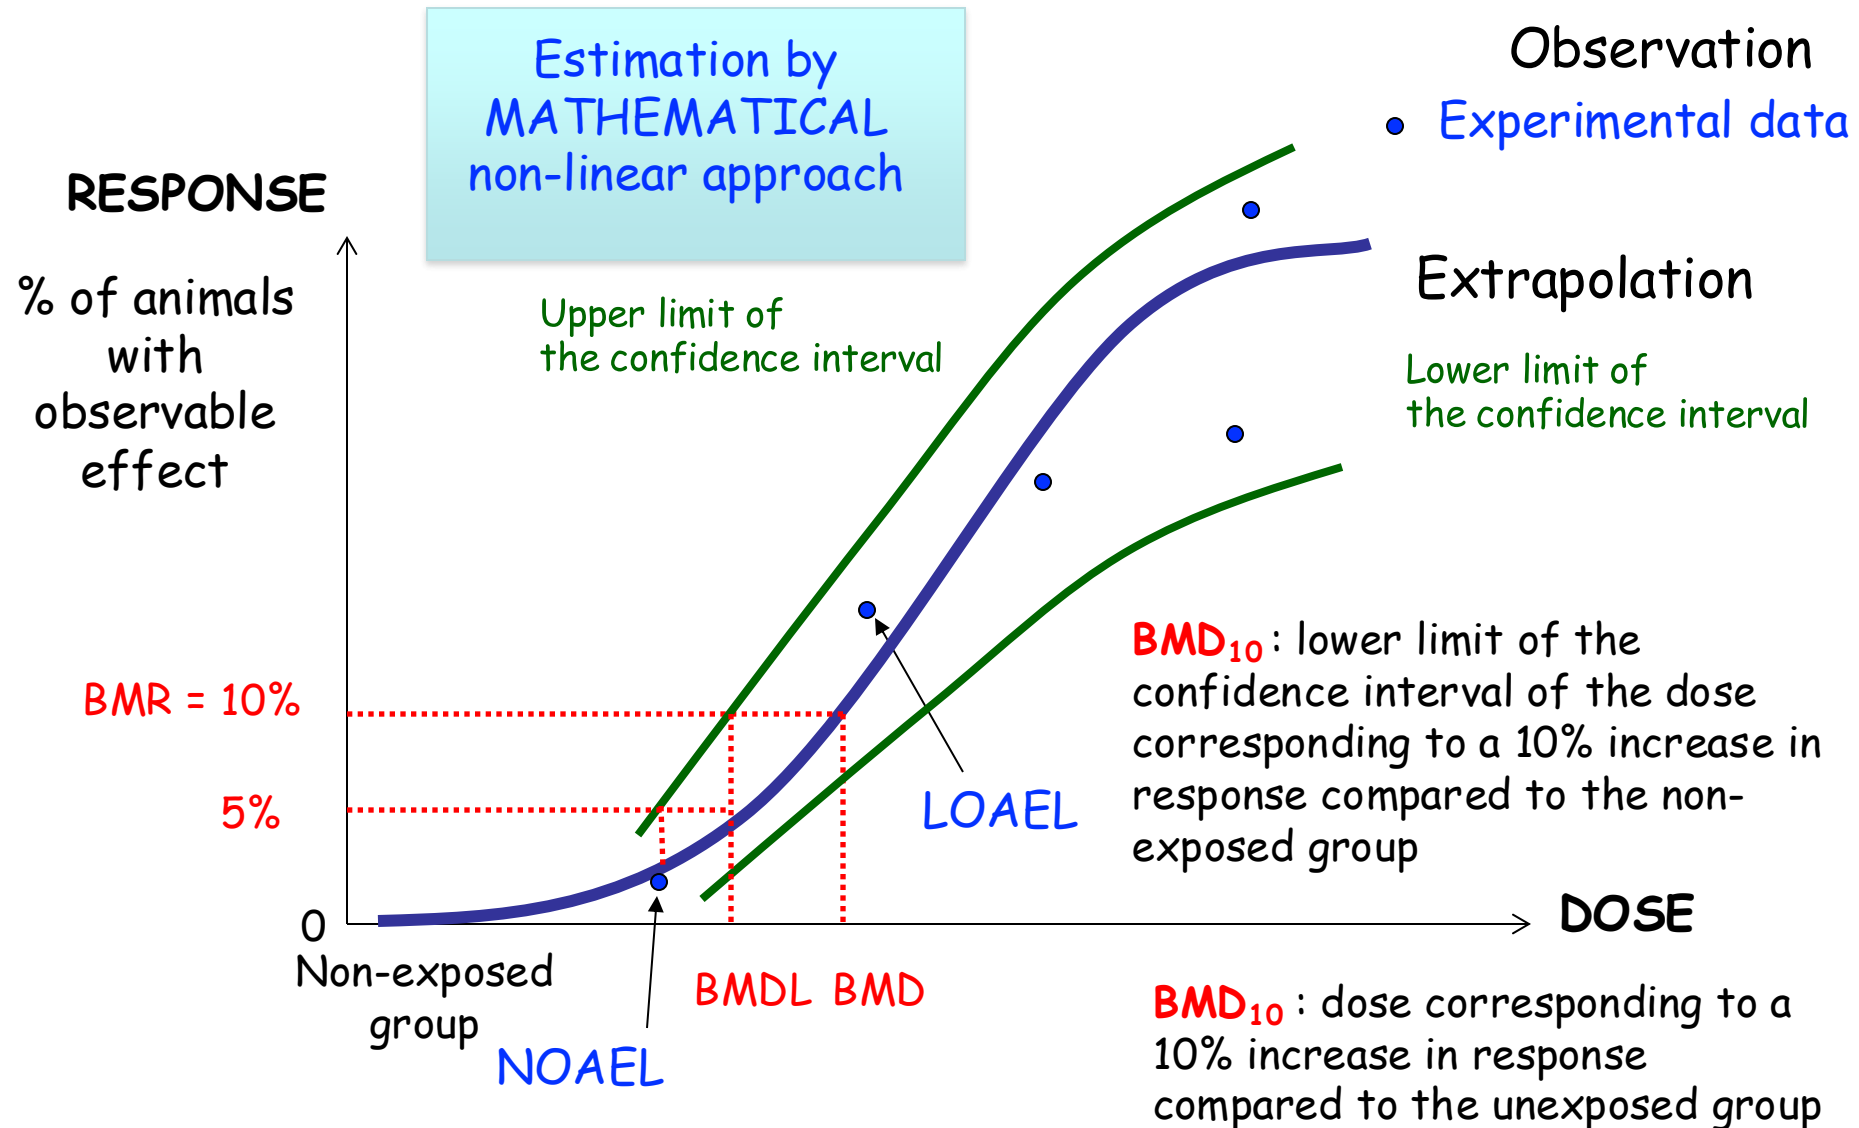 Estimation by
MATHEMATICAL
non-linear approach
Observation
Experimental data
RESPONSE
% of animals
with
observable
effect
Upper limit of
the confidence interval
Extrapolation
Lower limit of
the confidence interval
BMR = 10%
5%
0
Non-exposed
group
NOAEL
BMDL BMD
LOAEL
BMD10 : lower limit of the
confidence interval of the dose
corresponding to a 10% increase in
response compared to the non-
exposed group
DOSE
BMD10 : dose corresponding to a
10% increase in response
compared to the unexposed group